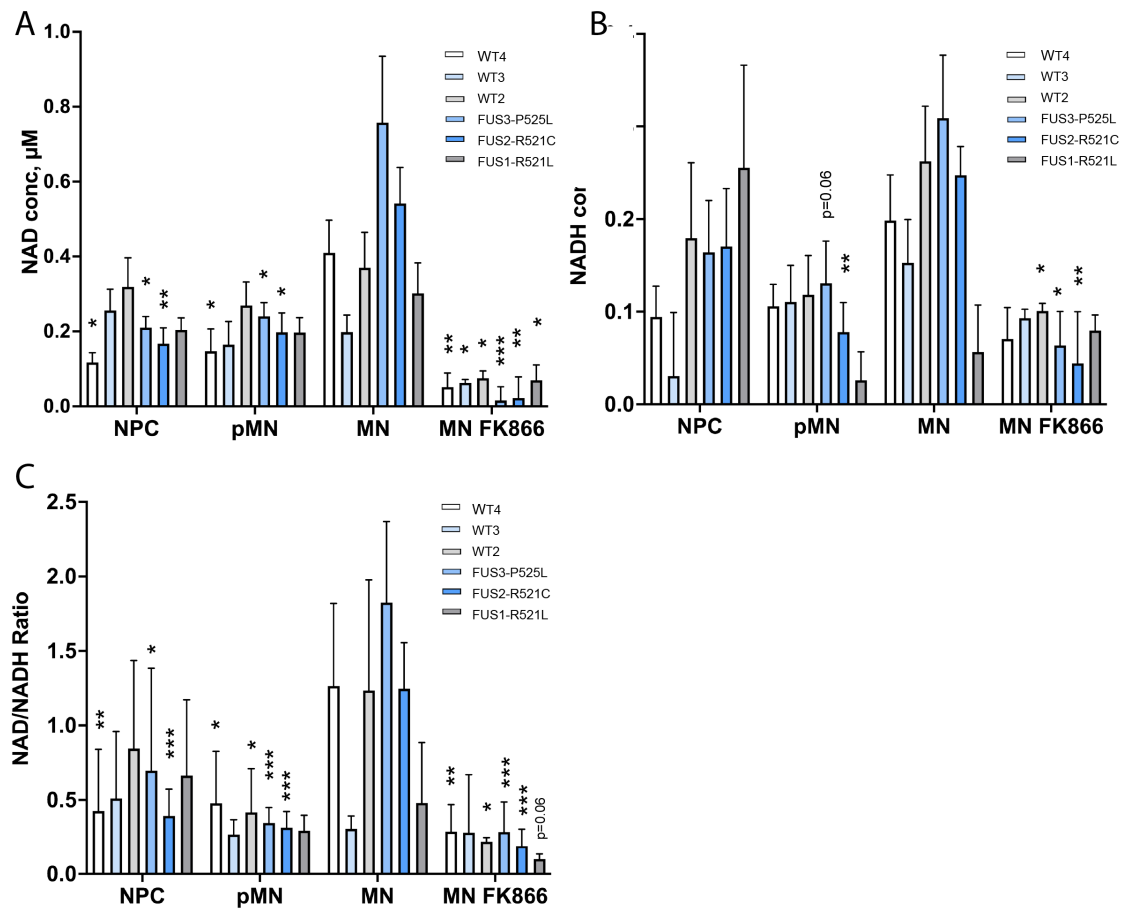 A
1.0
0.8
0.6
0.4
0.2
0.0
NAD conc, µM
WT4
WT3
WT2
FUS3-P525L
FUS2-R521C
FUS1-R521L
*
*
**
*
*
*
**
*
*
***
**
*
NPC
pMN
MN
MN FK866
B
0.2
0.1
0.0
NADH cor
WT4
WT3
WT2
FUS3-P525L
FUS2-R521C
FUS1-R521L
p=0.06
**
*
*
**
NPC
pMN
MN
MN FK866
C
2.5
2.0
1.5
1.0
0.5
0.0
NAD/NADH Ratio
WT4
WT3
WT2
FUS3-P525L
FUS2-R521C
FUS1-R521L
**
*
***
*
*
***
***
**
*
***
***
p=0.06
NPC
pMN
MN
MN FK866